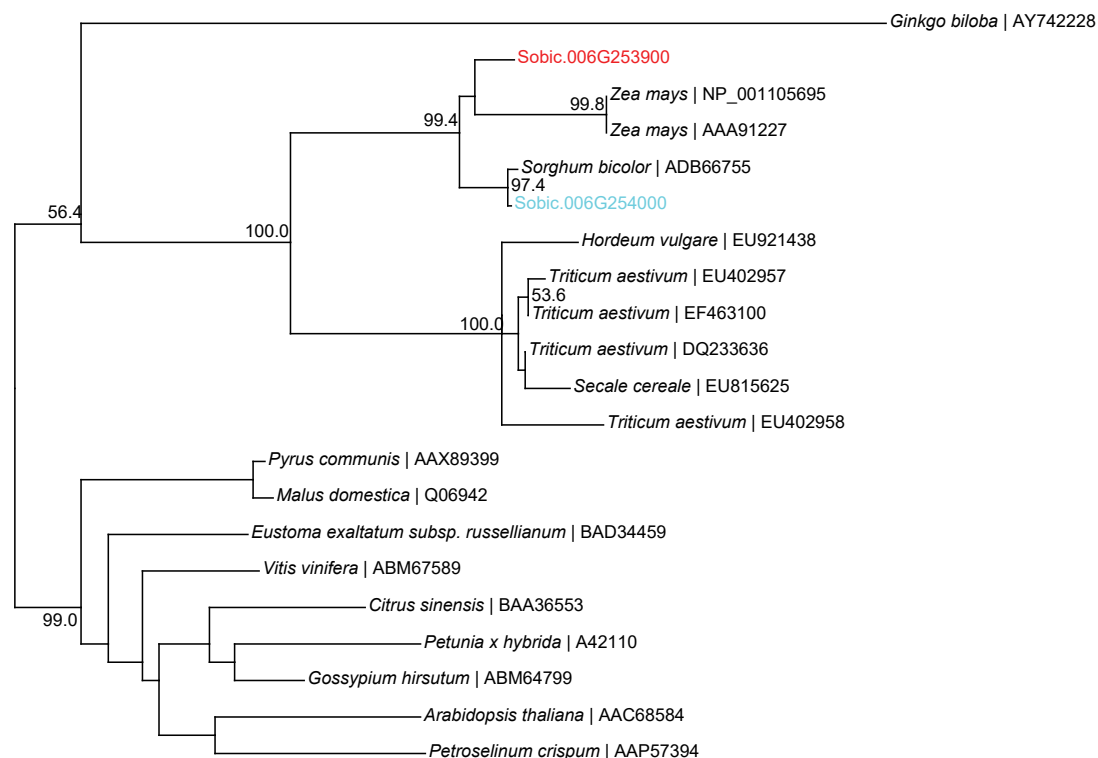 Ginkgo biloba | AY742228
Sobic.006G253900
Zea mays | NP_001105695
99.8
99.4
Zea mays | AAA91227
Sorghum bicolor | ADB66755
97.4
Sobic.006G254000
56.4
100.0
Hordeum vulgare | EU921438
Triticum aestivum | EU402957
53.6
Triticum aestivum | EF463100
100.0
Triticum aestivum | DQ233636
Secale cereale | EU815625
Triticum aestivum | EU402958
Pyrus communis | AAX89399
Malus domestica | Q06942
Eustoma exaltatum subsp. russellianum | BAD34459
Vitis vinifera | ABM67589
Citrus sinensis | BAA36553
99.0
Petunia x hybrida | A42110
Gossypium hirsutum | ABM64799
Arabidopsis thaliana | AAC68584
Petroselinum crispum | AAP57394